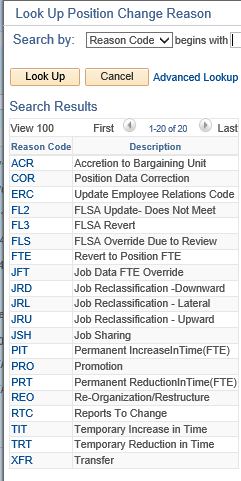 Look Up Position Change Reason
Search by: Reason Code begins with
Look Up Cancel Advanced Lookup
Search Results
View 100 First 1-20 of 20 Last
Reason Code Description
ACR Accretion to Bargaining Unit
COR Position Data Correction
ERC Update Employee Relations Code
FL2 FLSA Update- Does Not Meet
FL3 FLSA Revert
FLS FLSA Override Due to Review
FTE Revert to Position FTE
JFT Job Data FTE Override
JRD Job Reclassification -Downward
JRL Job Reclassification - Lateral
JRU Job Reclassification - Upward
JSH Job Sharing
PIT Permanent IncreaseInTime(FTE)
PRO Promotion
PRT Permanent ReductionInTime(FTE)
REO Re-Organization/Restructure
RTC Reports To Change
TIT Temporary Increase in Time
TRT Temporary Reduction in Time
XFR Transfer